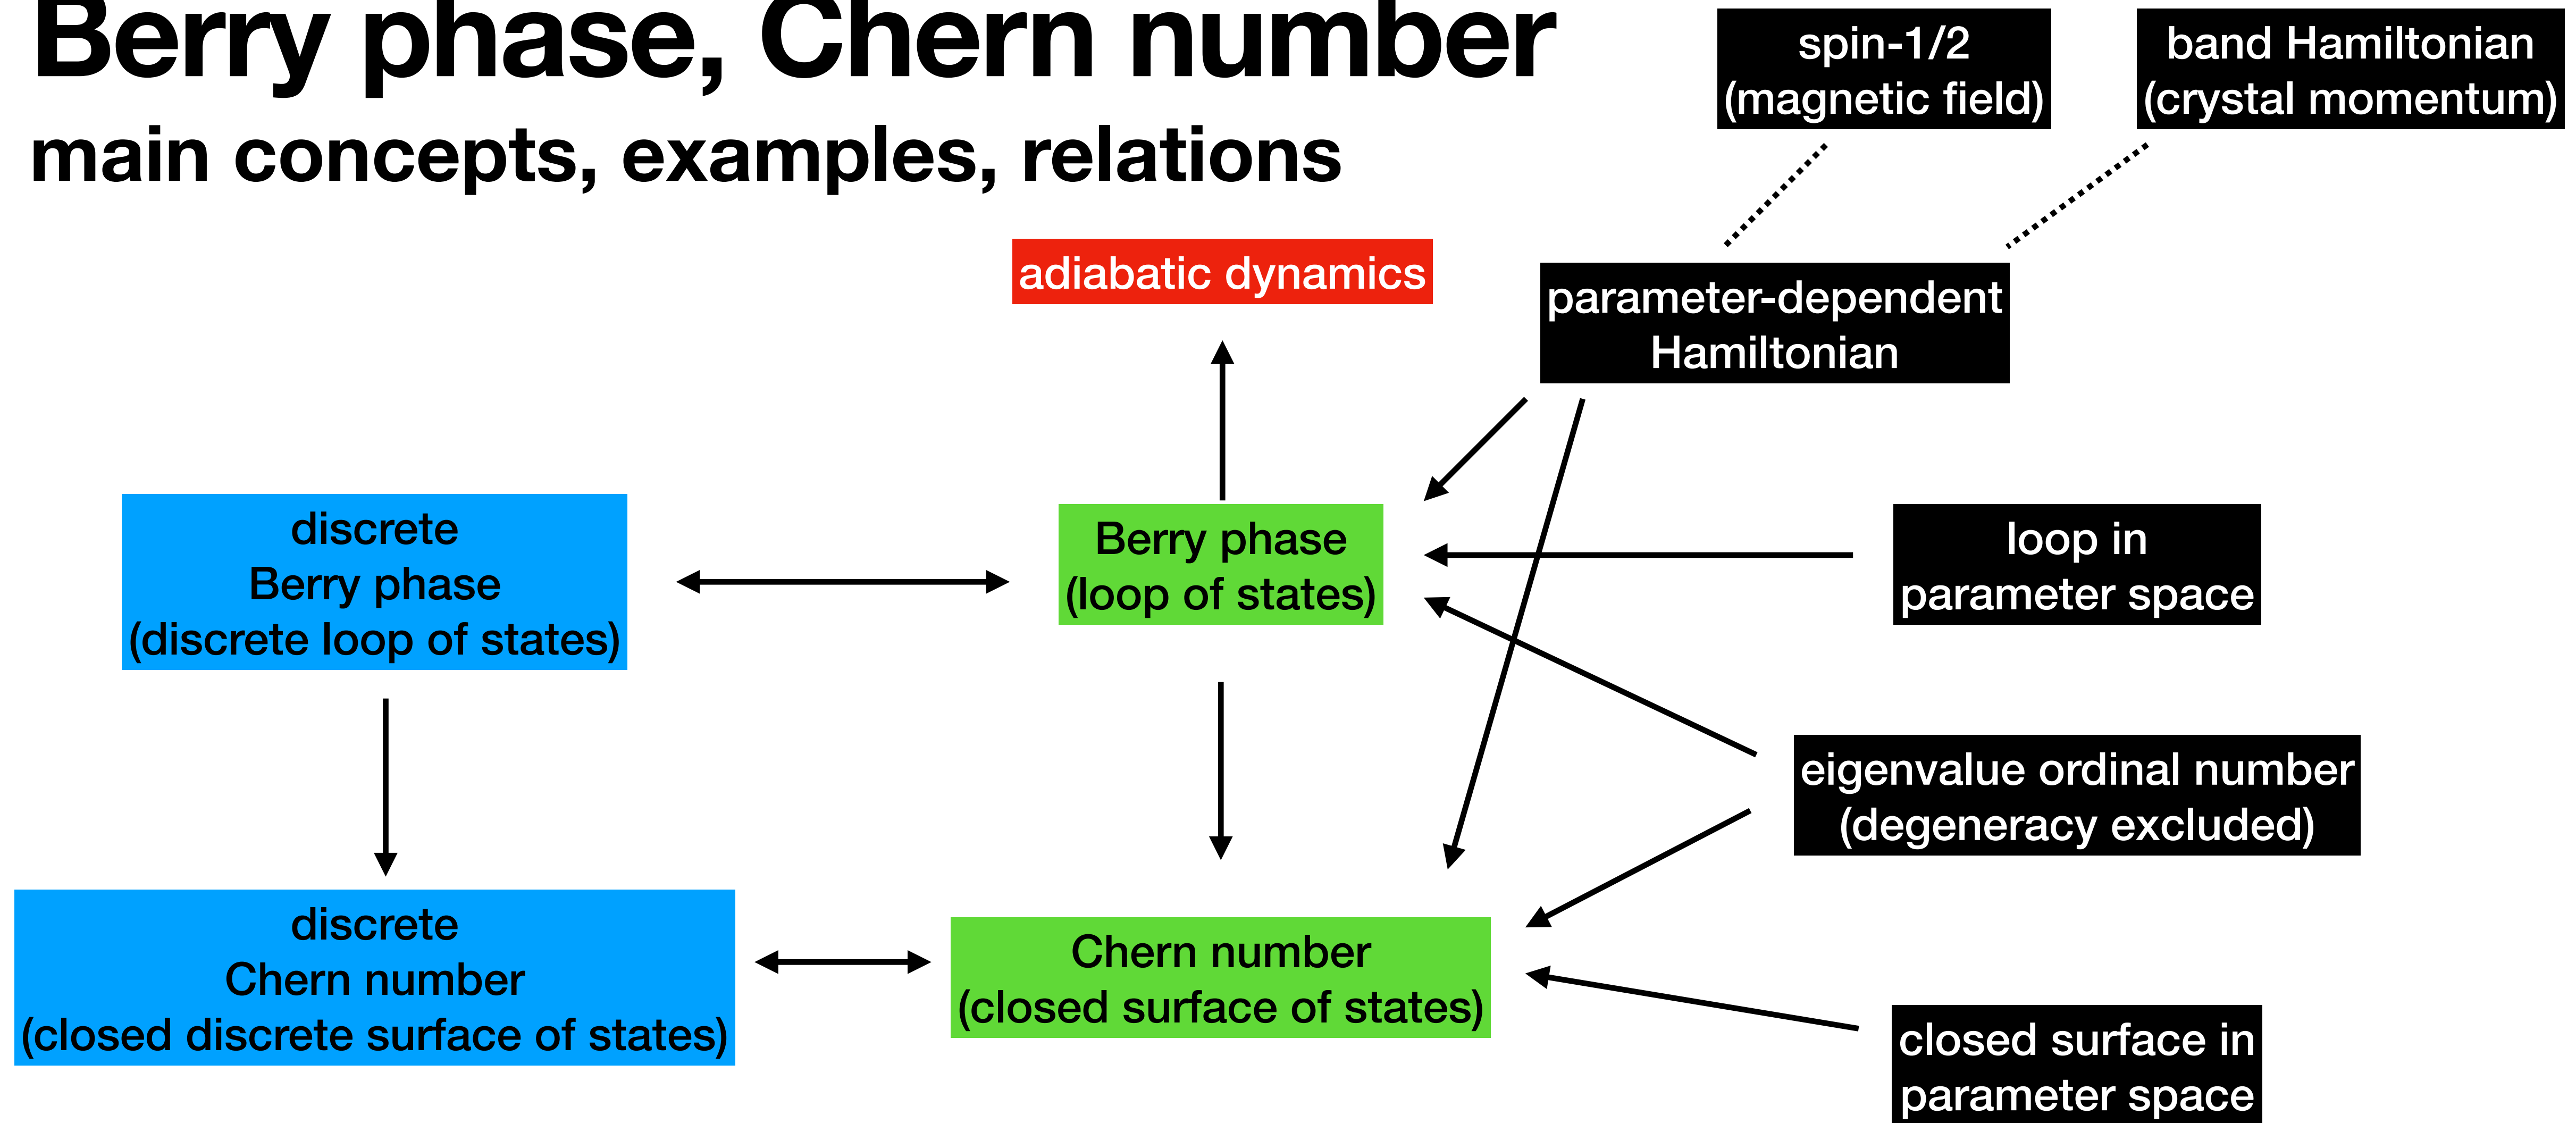 Berry phase, Chern number
main concepts, examples, relations
spin-1/2
(magnetic field)
band Hamiltonian
(crystal momentum)
adiabatic dynamics
parameter-dependent
Hamiltonian
discrete
Berry phase
(discrete loop of states)
Berry phase
(loop of states)
loop in
parameter space
eigenvalue ordinal number
(degeneracy excluded)
discrete
Chern number
(closed discrete surface of states)
Chern number
(closed surface of states)
closed surface in
parameter space